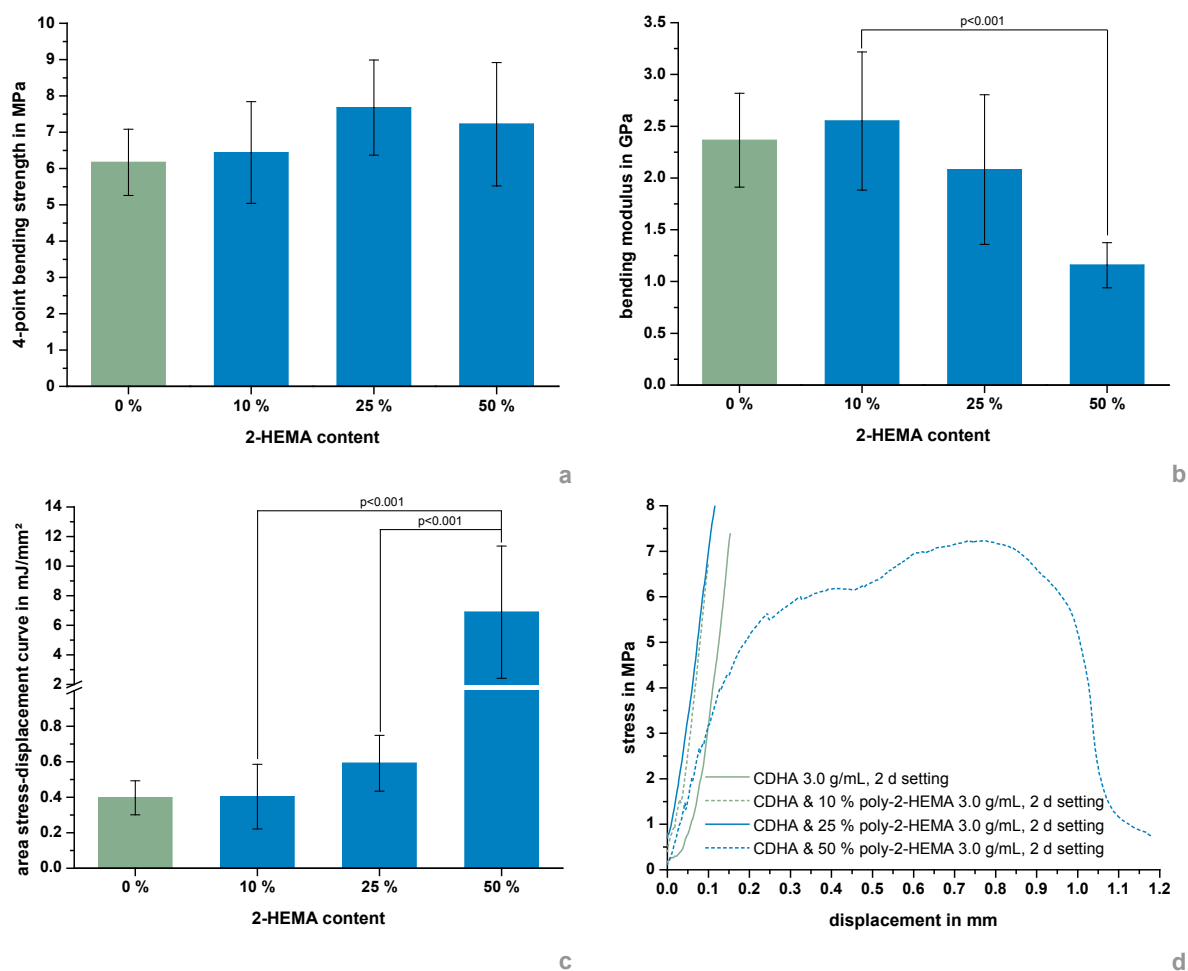 10
9
8
7
6
5
4
3
2
1
0
4-point bending strength in MPa
0 %
10 %
25 %
50 %
2-HEMA content
a
3.5
3.0
2.5
2.0
1.5
1.0
0.5
0.0
bending modulus in GPa
p<0.001
0 %
10 %
25 %
50 %
2-HEMA content
b
14
12
10
8
6
4
2
0.8
0.6
0.4
0.2
0.0
area stress-displacement curve in mJ/mm²
p<0.001
p<0.001
0 %
10 %
25 %
50 %
2-HEMA content
c
8
7
6
5
4
3
2
1
0
stress in MPa
CDHA 3.0 g/mL, 2 d setting
CDHA & 10 % poly-2-HEMA 3.0 g/mL, 2 d setting
CDHA & 25 % poly-2-HEMA 3.0 g/mL, 2 d setting
CDHA & 50 % poly-2-HEMA 3.0 g/mL, 2 d setting
0.0 0.1 0.2 0.3 0.4 0.5 0.6 0.7 0.8 0.9 1.0 1.1 1.2
displacement in mm
d